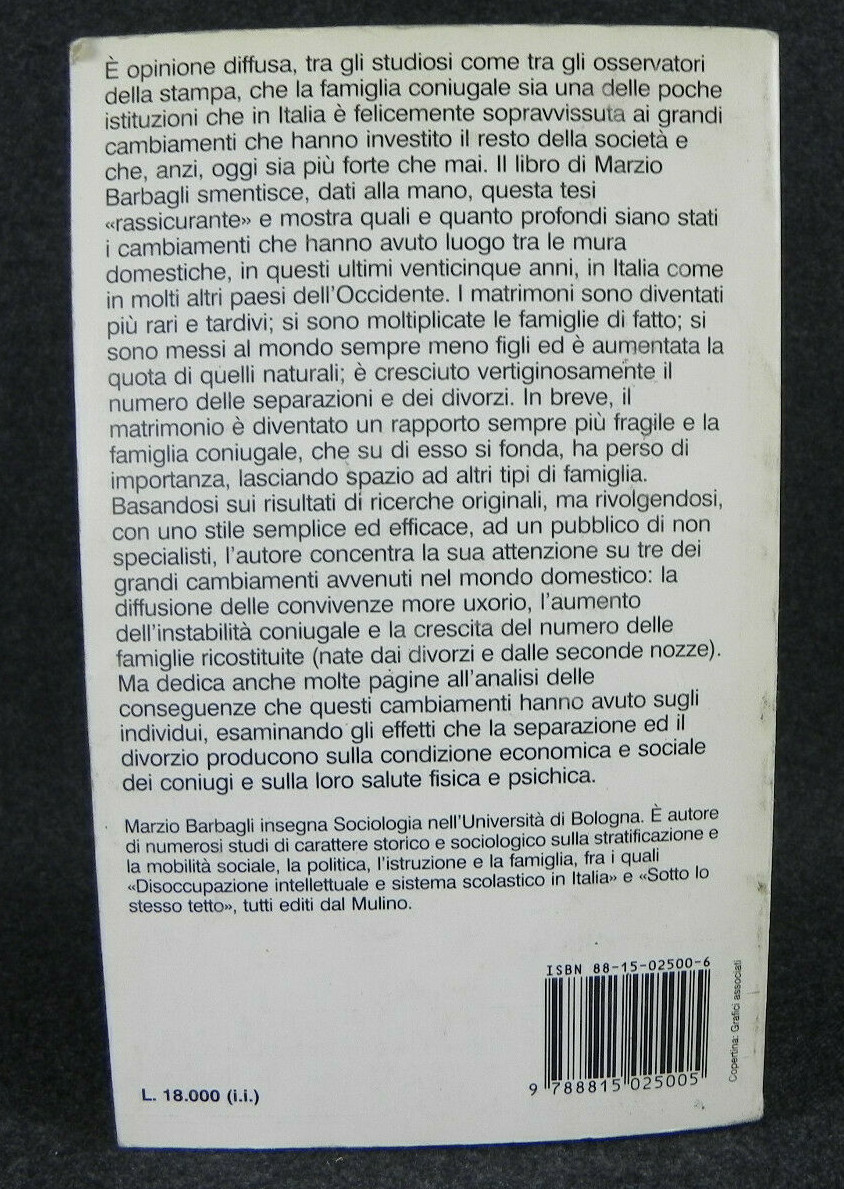 È opinione diffusa, tra gli studiosi come tra gli osservatori
della stampa, che la famiglia coniugale sia una delle poche
istituzioni che in Italia è felicemente sopravvissuta ai grandi
cambiamenti che hanno investito il resto della società e
che, anzi, oggi sia più forte che mai. Il libro di Marzio
Barbagli smentisce, dati alla mano, questa tesi
«rassicurante» e mostra quali e quanto profondi siano stati
i cambiamenti che hanno avuto luogo tra le mura
domestiche, in questi ultimi venticinque anni, in Italia come
in molti altri paesi dell'Occidente. I matrimoni sono diventati
più rari e tardivi; si sono moltiplicate le famiglie di fatto; si
sono messi al mondo sempre meno figli ed è aumentata la
quota di quelli naturali; è cresciuto vertiginosamente il
numero delle separazioni e dei divorzi. In breve, il
matrimonio è diventato un rapporto sempre più fragile e la
famiglia coniugale, che su di esso si fonda, ha perso di
importanza, lasciando spazio ad altri tipi di famiglia.
Basandosi sui risultati di ricerche originali, ma rivolgendosi,
con uno stile semplice ed efficace, ad un pubblico di non
specialisti, l'autore concentra la sua attenzione su tre dei
grandi cambiamenti avvenuti nel mondo domestico: la
diffusione delle convivenze more uxorio, l'aumento
dell'instabilità coniugale e la crescita del numero delle
famiglie ricostituite (nate dai divorzi e dalle seconde nozze).
Ma dedica anche molte pagine all'analisi delle
conseguenze che questi cambiamenti hanno avuto sugli
individui, esaminando gli effetti che la separazione ed il
divorzio producono sulla condizione economica e sociale
dei coniugi e sulla loro salute fisica e psichica.
Marzio Barbagli insegna Sociologia nell'Università di Bologna. È autore
di numerosi studi di carattere storico e sociologico sulla stratificazione e
la mobilità sociale, la politica, l'istruzione e la famiglia, fra i quali
«Disoccupazione intellettuale e sistema scolastico in Italia» e «Sotto lo
stesso tetto», tutti editi dal Mulino.
ISBN 88-15-02500-6
9 788815 025005
Copertina: Grafici associati
L. 18.000 (i.i.)